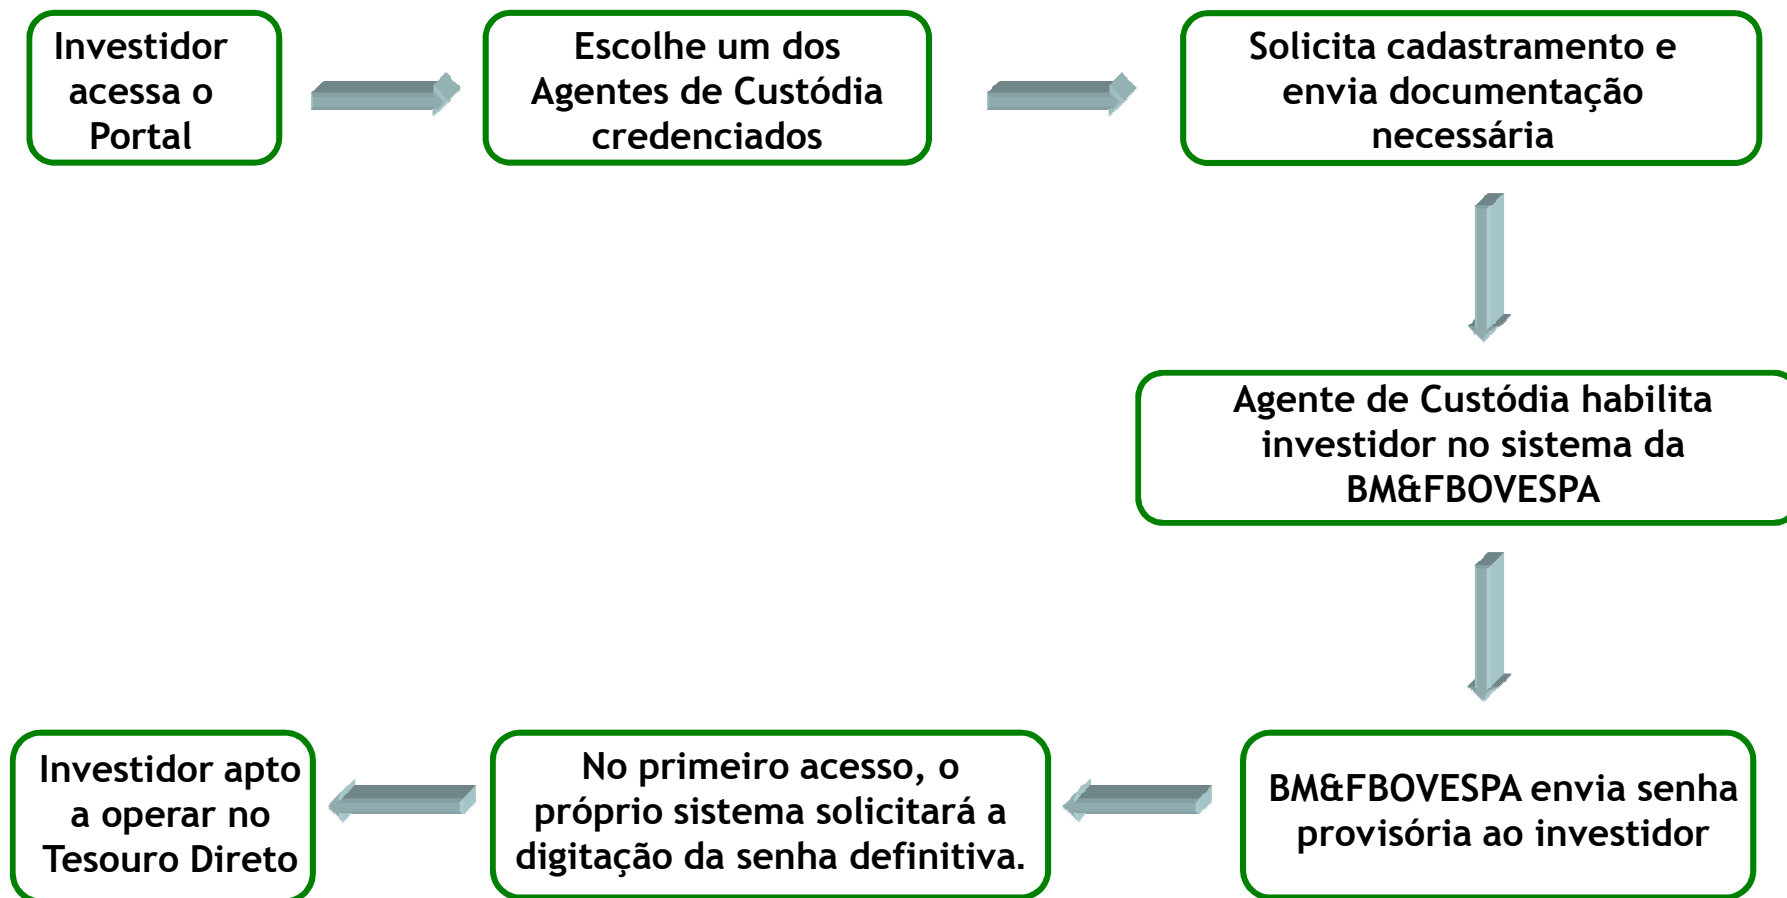 Investidor
acessa o
Portal
Escolhe um dos
Agentes de Custódia
credenciados
Solicita cadastramento e
envia documentação
necessária
Agente de Custódia habilita
investidor no sistema da
BM&FBOVESPA
BM&FBOVESPA envia senha
provisória ao investidor
No primeiro acesso, o
próprio sistema solicitará a
digitação da senha definitiva.
Investidor apto
a operar no
Tesouro Direto